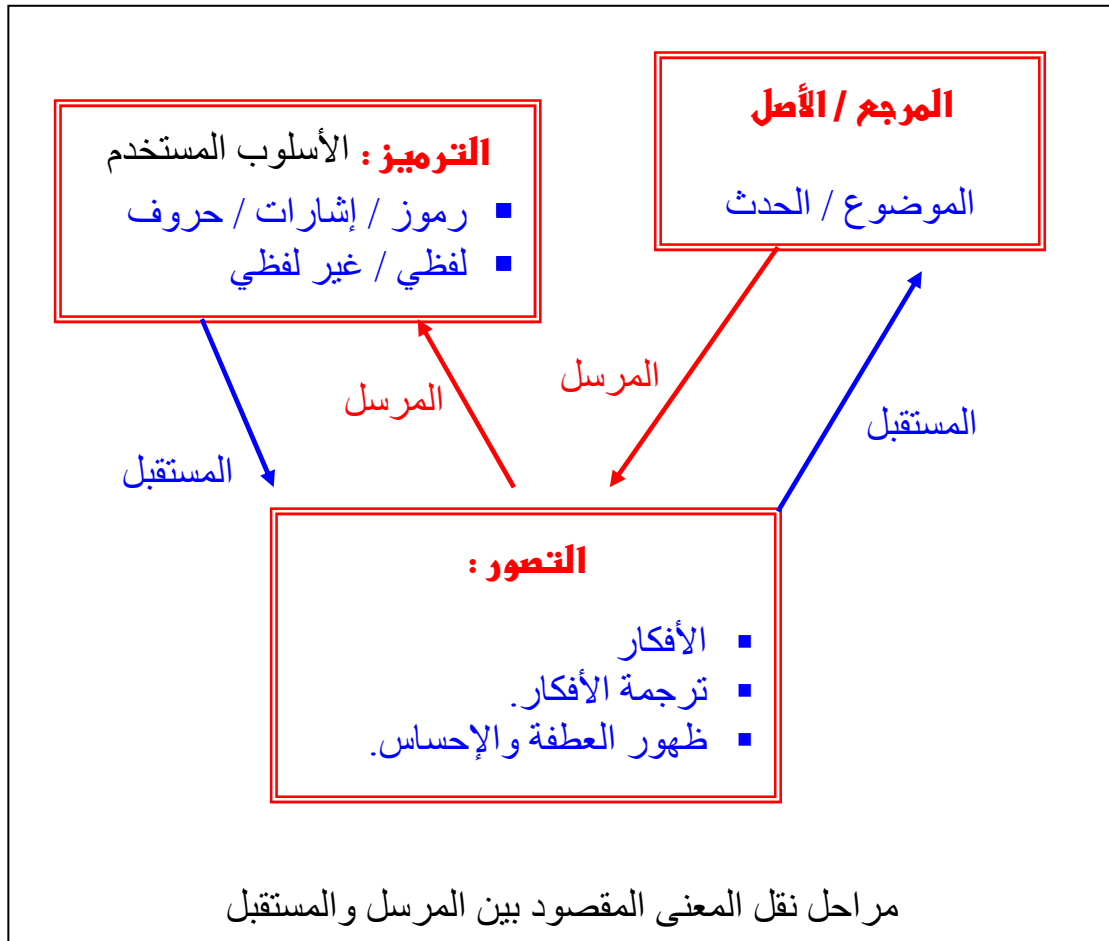 المرجع / الأصل
الموضوع / الحدث
الترميز : الأسلوب المستخدم
▪ رموز / إشارات / حروف
▪ لفظي / غير لفظي
المرسل
المرسل
المستقبل
المستقبل
التصور :
▪ الأفكار
▪ ترجمة الأفكار.
▪ ظهور العطفة والإحساس.
مراحل نقل المعنى المقصود بين المرسل والمستقبل